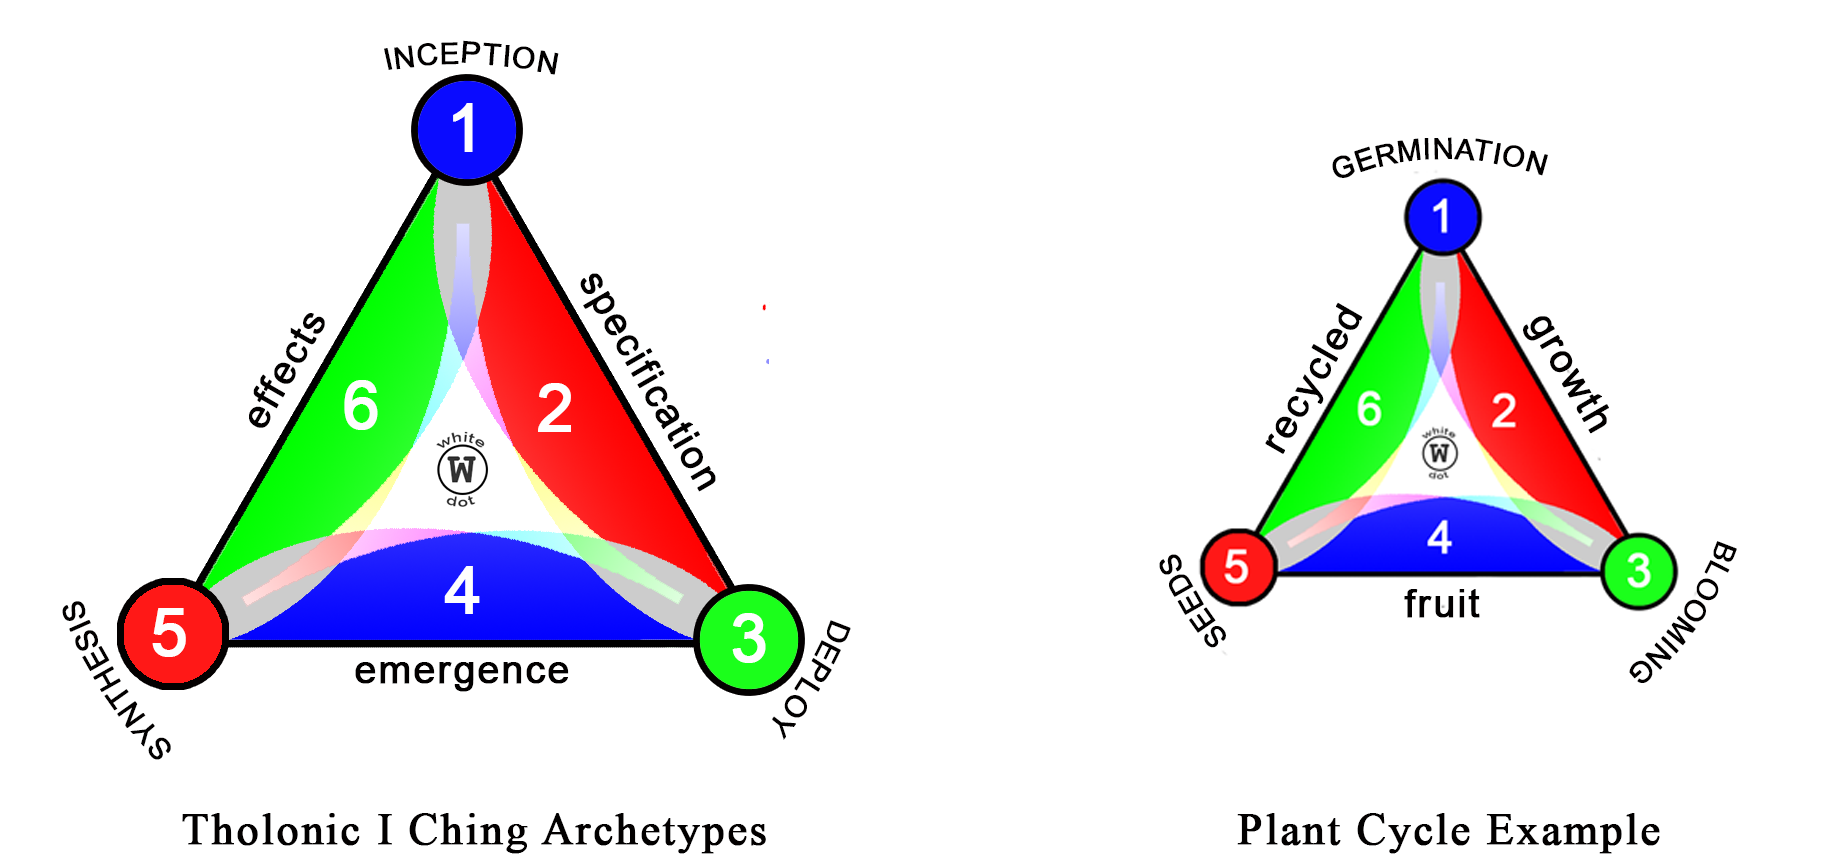 INCEPTION
1
effects
specification
6
2
white
W
dot
4
5
3
emergence
SYNTHESIS
DEPLOY
Tholonic I Ching Archetypes
GERMINATION
1
recycled
growth
6
2
white
W
dot
4
5
3
fruit
SEEDS
BLOOMING
Plant Cycle Example